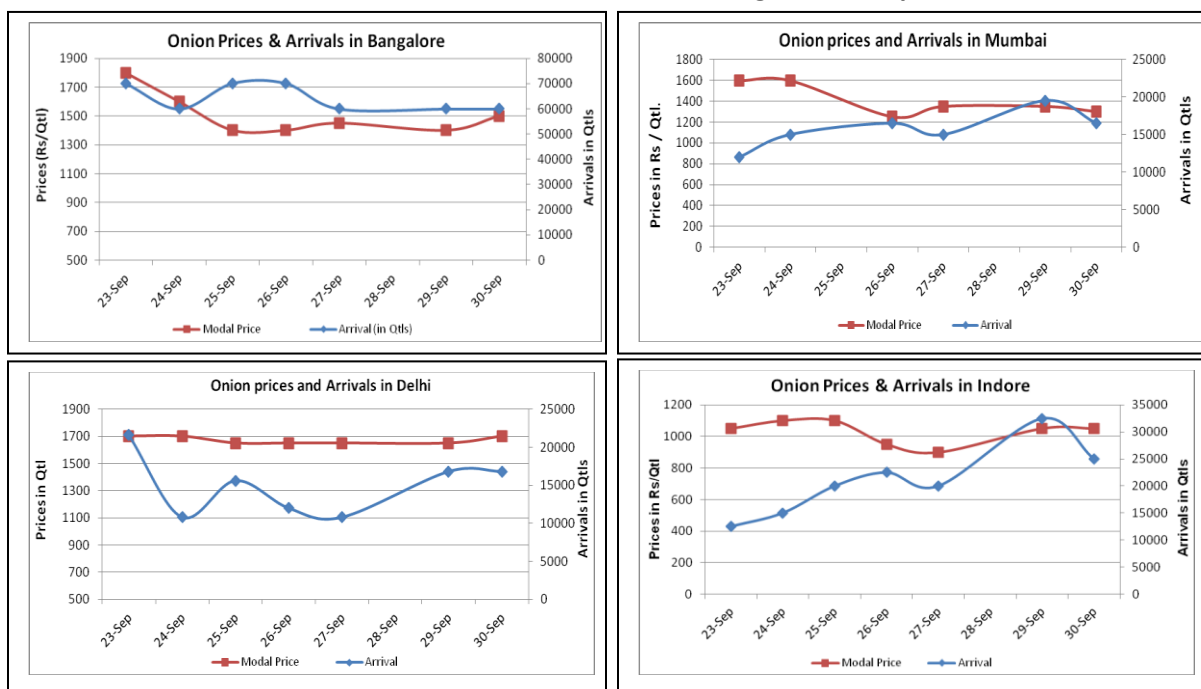 Onion Prices & Arrivals in Bangalore
Prices (Rs/Qtl)
1900
1700
1500
1300
1100
900
700
500
80000
70000
60000
50000
40000
30000
20000
10000
0
Arrivals in Qtls
23-Sep
24-Sep
25-Sep
26-Sep
27-Sep
28-Sep
29-Sep
30-Sep
Modal Price
Arrival (in Qtls)
Onion prices and Arrivals in Mumbai
Prices in Rs / Qtl.
1800
1600
1400
1200
1000
800
600
400
200
0
25000
20000
15000
10000
5000
0
Arrivals in Qtls
23-Sep
24-Sep
25-Sep
26-Sep
27-Sep
28-Sep
29-Sep
30-Sep
Modal Price
Arrival
Onion prices and Arrivals in Delhi
Prices in Qtl
1900
1700
1500
1300
1100
900
700
500
25000
20000
15000
10000
5000
0
Arrivals in Qtls
23-Sep
24-Sep
25-Sep
26-Sep
27-Sep
28-Sep
29-Sep
30-Sep
Modal Price
Arrival
Onion Prices & Arrivals in Indore
Prices in Rs/Qtl
1200
1000
800
600
400
200
0
35000
30000
25000
20000
15000
10000
5000
0
Arrivals in Qtls
23-Sep
24-Sep
25-Sep
26-Sep
27-Sep
28-Sep
29-Sep
30-Sep
Modal Price
Arrival